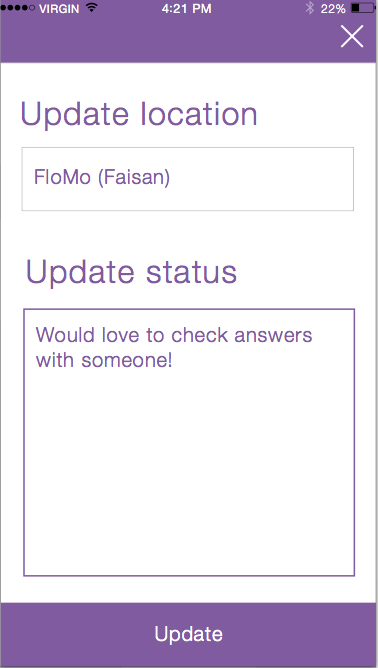 VIRGIN 4:21 PM 22%
Update location
FloMo (Faisan)
Update status
Would love to check answers
with someone!
Update